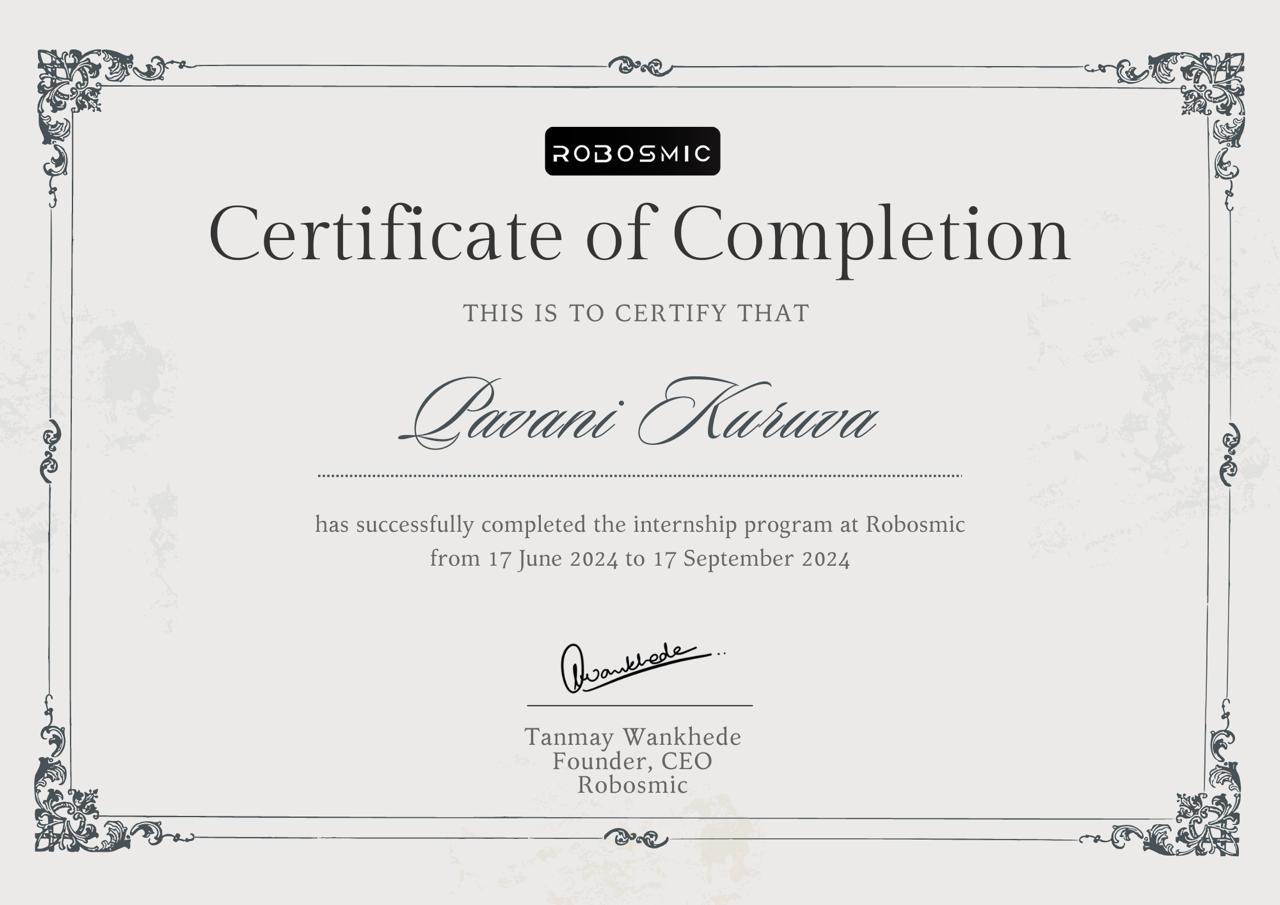 ROBOSMIC
Certificate of Completion
THIS IS TO CERTIFY THAT
Pavani Kuruva
has successfully completed the internship program at Robosmic
from 17 June 2024 to 17 September 2024
Wankhede
Tanmay Wankhede
Founder, CEO
Robosmic